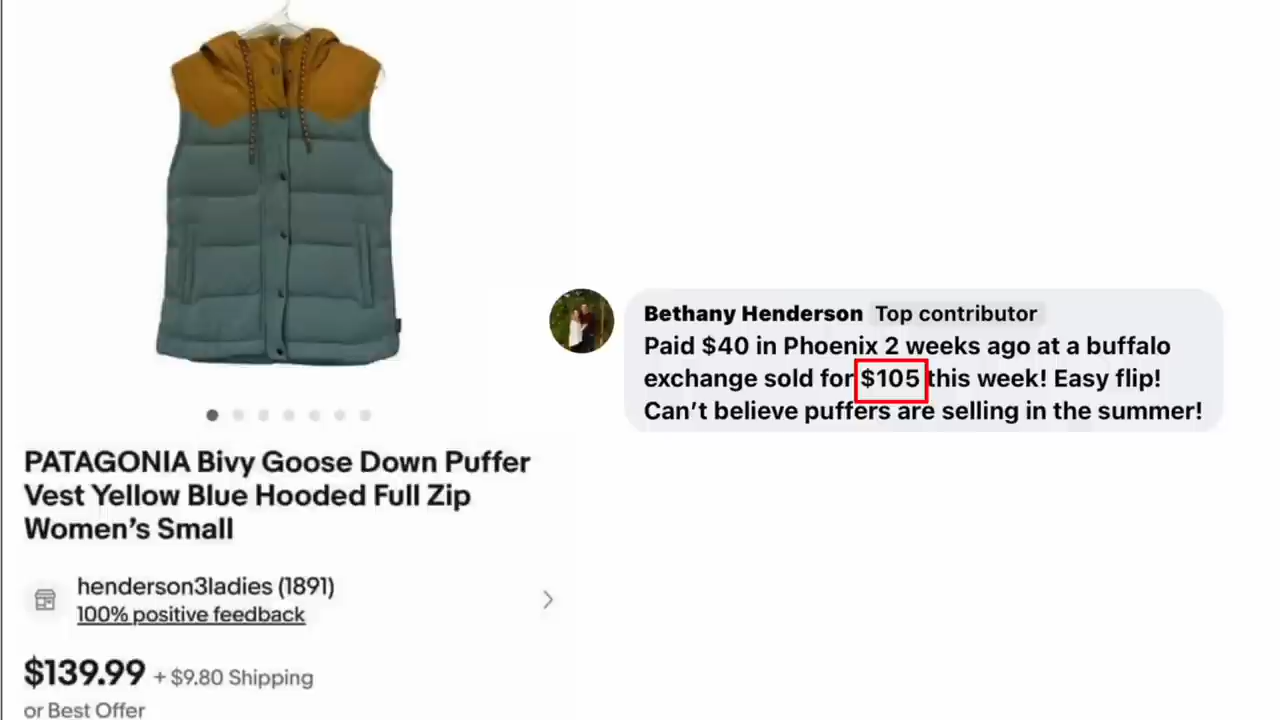 PATAGONIA Bivy Goose Down Puffer
Vest Yellow Blue Hooded Full Zip
Women's Small
henderson3ladies (1891)
100% positive feedback
$139.99 + $9.80 Shipping
or Best Offer
Bethany Henderson Top contributor
Paid $40 in Phoenix 2 weeks ago at a buffalo
exchange sold for $105 this week! Easy flip!
Can't believe puffers are selling in the summer!